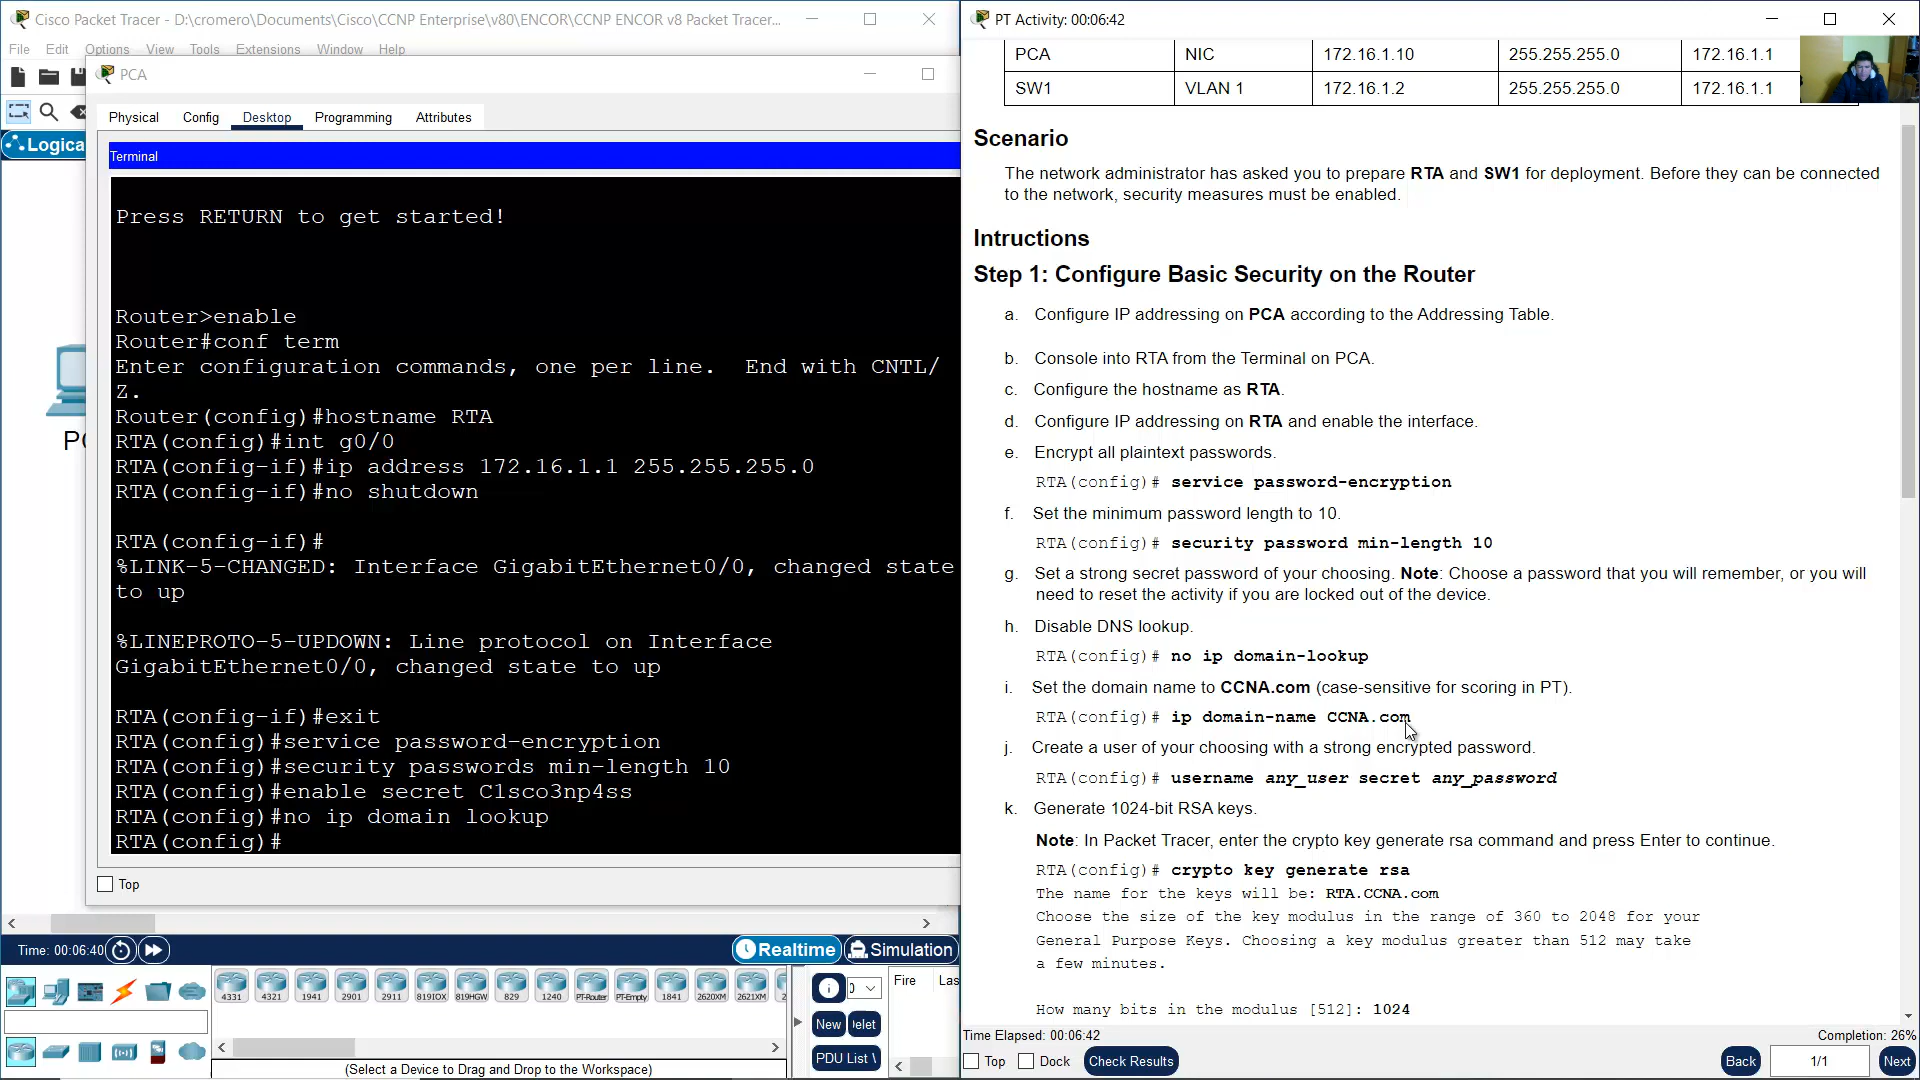 Cisco Packet Tracer - D:\cromero\Documents\Cisco\CCNP Enterprise\v80\ENCOR\CCNP ENCOR v8 Packet Tracer...
File Edit Options View Tools Extensions Window Help
PCA
Physical Config Desktop Programming Attributes
Logica
Terminal
Press RETURN to get started!
Router>enable
Router#conf term
Enter configuration commands, one per line.  End with CNTL/
Z.
Router(config)#hostname RTA
RTA(config)#int g0/0
RTA(config-if)#ip address 172.16.1.1 255.255.255.0
RTA(config-if)#no shutdown
RTA(config-if)#
%LINK-5-CHANGED: Interface GigabitEthernet0/0, changed state
to up
%LINEPROTO-5-UPDOWN: Line protocol on Interface
GigabitEthernet0/0, changed state to up
RTA(config-if)#exit
RTA(config)#service password-encryption
RTA(config)#security passwords min-length 10
RTA(config)#enable secret C1sco3np4ss
RTA(config)#no ip domain lookup
RTA(config)#
Top
Time: 00:06:40
Realtime Simulation
4331 4321 1941 2901 2911 819IOX 819HGW 829 1240 PT-Router PT-Empty 1841 2620XM 2621XM
Fire Las
New elet
PDU List
(Select a Device to Drag and Drop to the Workspace)
PT Activity: 00:06:42
PCA NIC 172.16.1.10 255.255.255.0 172.16.1.1
SW1 VLAN 1 172.16.1.2 255.255.255.0 172.16.1.1
Scenario
The network administrator has asked you to prepare RTA and SW1 for deployment. Before they can be connected
to the network, security measures must be enabled.
Intructions
Step 1: Configure Basic Security on the Router
a. Configure IP addressing on PCA according to the Addressing Table.
b. Console into RTA from the Terminal on PCA.
c. Configure the hostname as RTA.
d. Configure IP addressing on RTA and enable the interface.
e. Encrypt all plaintext passwords.
RTA(config)# service password-encryption
f. Set the minimum password length to 10.
RTA(config)# security password min-length 10
g. Set a strong secret password of your choosing. Note: Choose a password that you will remember, or you will
need to reset the activity if you are locked out of the device.
h. Disable DNS lookup.
RTA(config)# no ip domain-lookup
i. Set the domain name to CCNA.com (case-sensitive for scoring in PT).
RTA(config)# ip domain-name CCNA.com
j. Create a user of your choosing with a strong encrypted password.
RTA(config)# username any_user secret any_password
k. Generate 1024-bit RSA keys.
Note: In Packet Tracer, enter the crypto key generate rsa command and press Enter to continue.
RTA(config)# crypto key generate rsa
The name for the keys will be: RTA.CCNA.com
Choose the size of the key modulus in the range of 360 to 2048 for your
General Purpose Keys. Choosing a key modulus greater than 512 may take
a few minutes.
How many bits in the modulus [512]: 1024
Time Elapsed: 00:06:42 Completion: 26%
Top Dock Check Results Back 1/1 Next